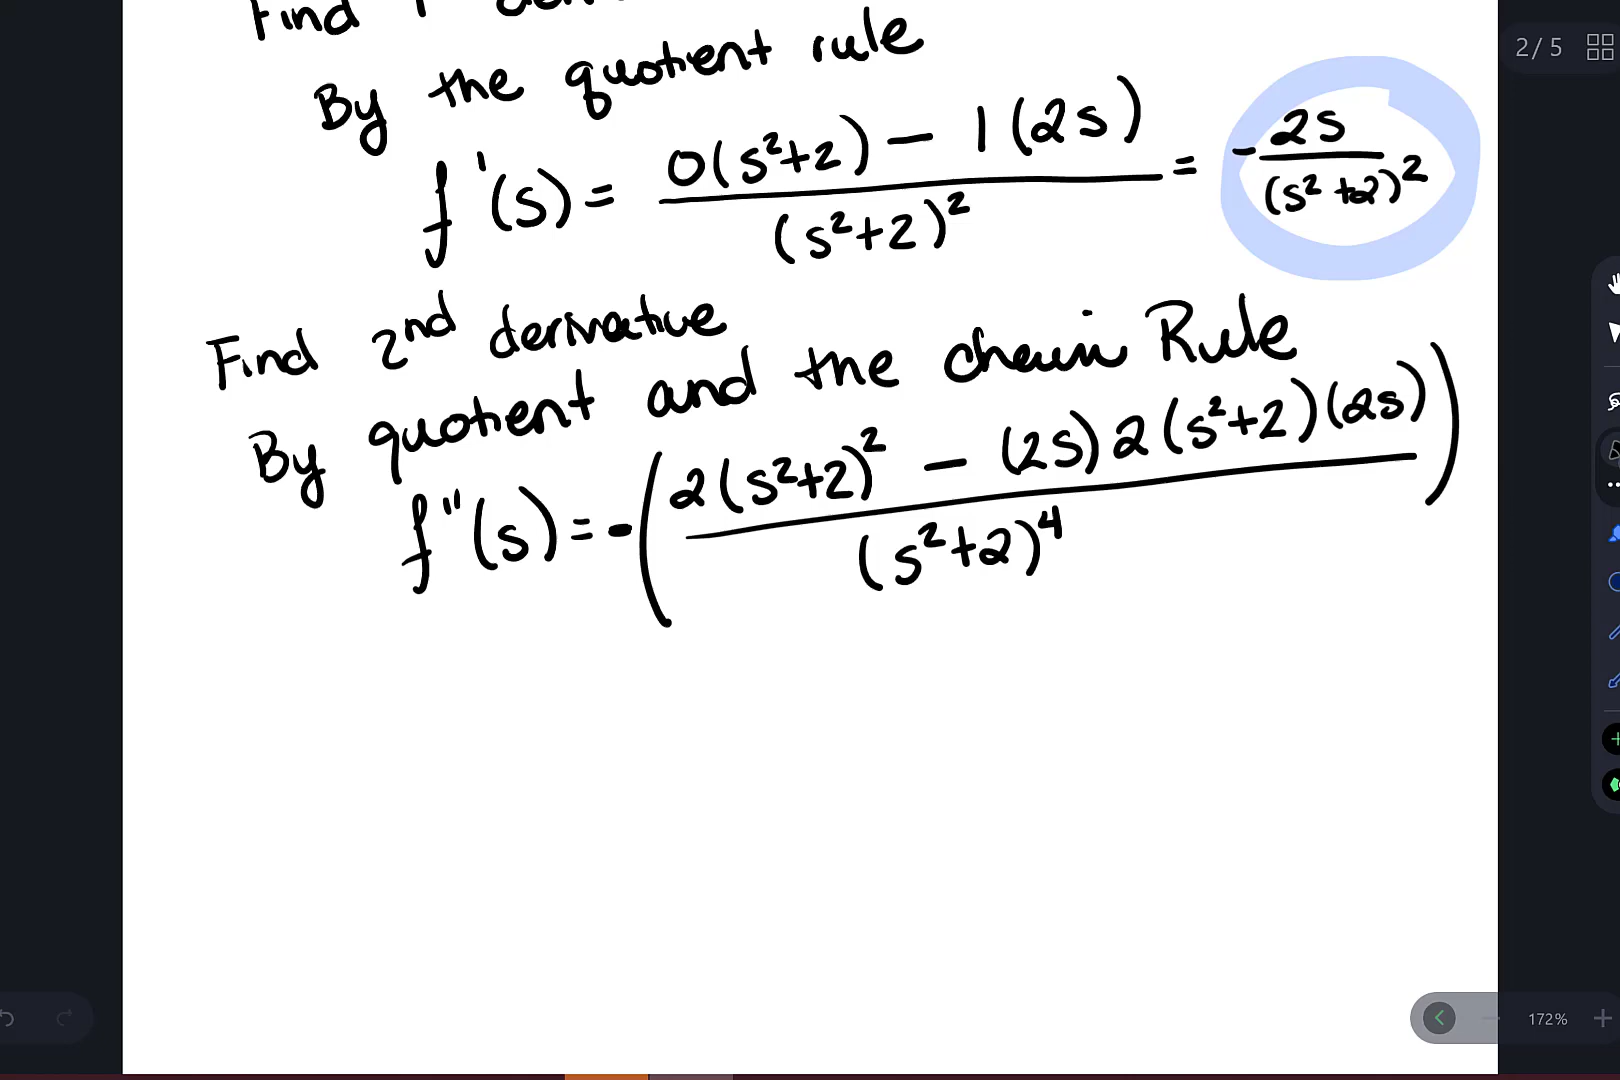 Find
By the quotient rule
f'(s) = 0(s²+2) - 1(2s) / (s²+2)² = - 2s / (s²+2)²
Find 2nd derivative
By quotient and the chain Rule
f''(s) = -(2(s²+2)² - (2s)2(s²+2)(2s) / (s²+2)⁴)
2/5
172%